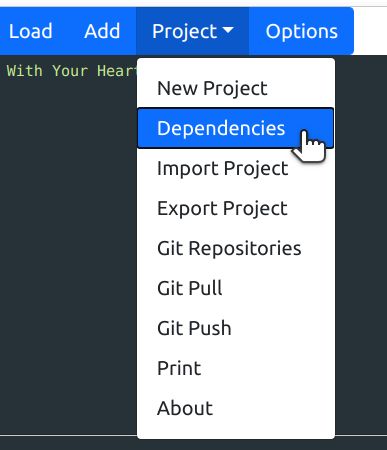 Load Add Project Options
With Your Hear
New Project
Dependencies
Import Project
Export Project
Git Repositories
Git Pull
Git Push
Print
About